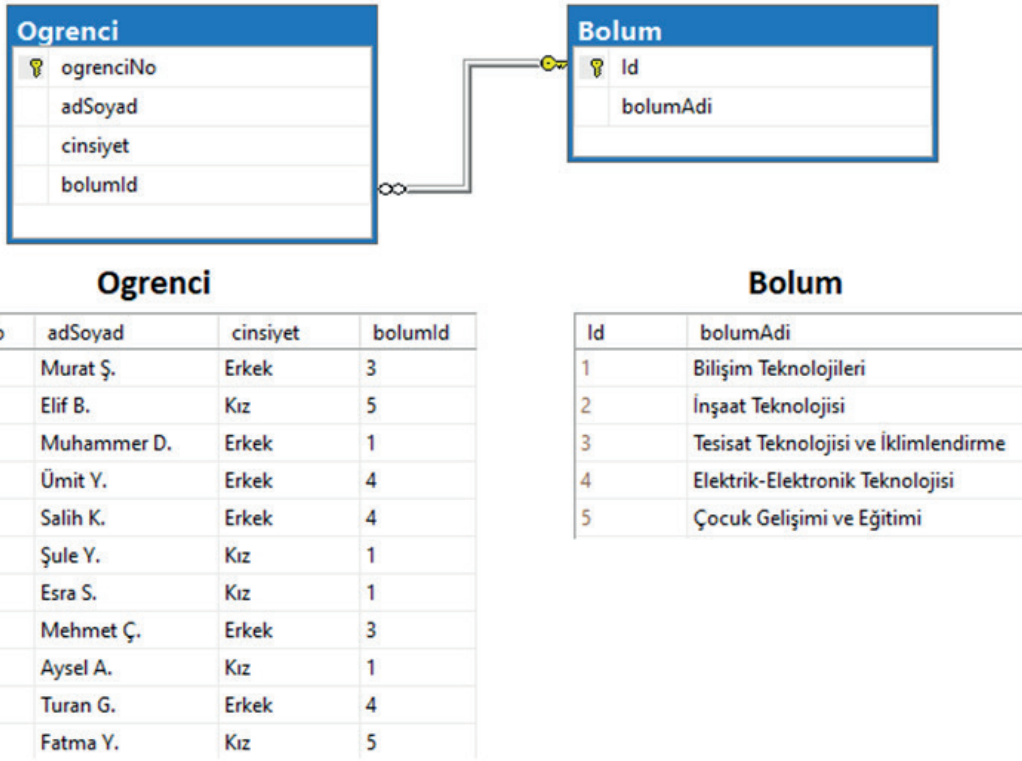 Ogrenci
ogrenciNo
adSoyad
cinsiyet
bolumId
Bolum
Id
bolumAdi
Ogrenci
o adSoyad cinsiyet bolumId
Murat Ş. Erkek 3
Elif B. Kız 5
Muhammer D. Erkek 1
Ümit Y. Erkek 4
Salih K. Erkek 4
Şule Y. Kız 1
Esra S. Kız 1
Mehmet Ç. Erkek 3
Aysel A. Kız 1
Turan G. Erkek 4
Fatma Y. Kız 5
Bolum
Id bolumAdi
1 Bilişim Teknolojileri
2 İnşaat Teknolojisi
3 Tesisat Teknolojisi ve İklimlendirme
4 Elektrik-Elektronik Teknolojisi
5 Çocuk Gelişimi ve Eğitimi